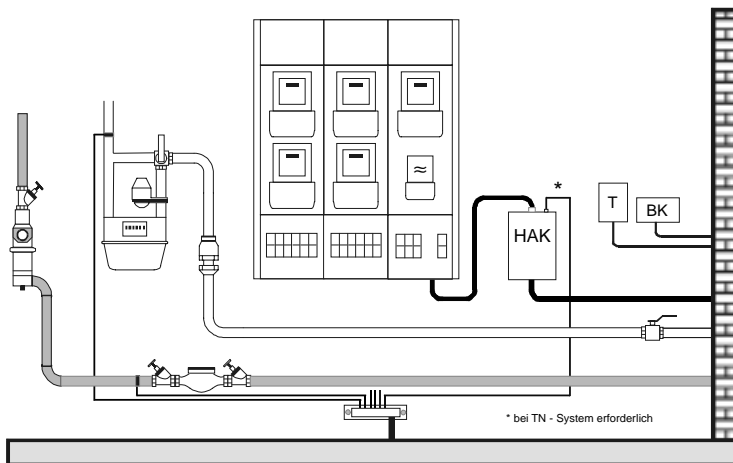 ≈
*
T
BK
HAK
* bei TN - System erforderlich